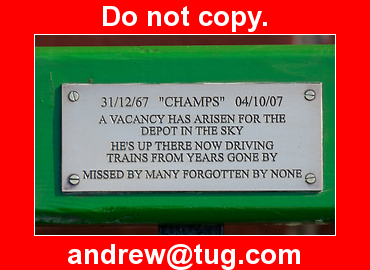 Do not copy.
31/12/67 "CHAMPS" 04/10/07
A VACANCY HAS ARISEN FOR THE
DEPOT IN THE SKY
HE'S UP THERE NOW DRIVING
TRAINS FROM YEARS GONE BY
MISSED BY MANY FORGOTTEN BY NONE
andrew@tug.com